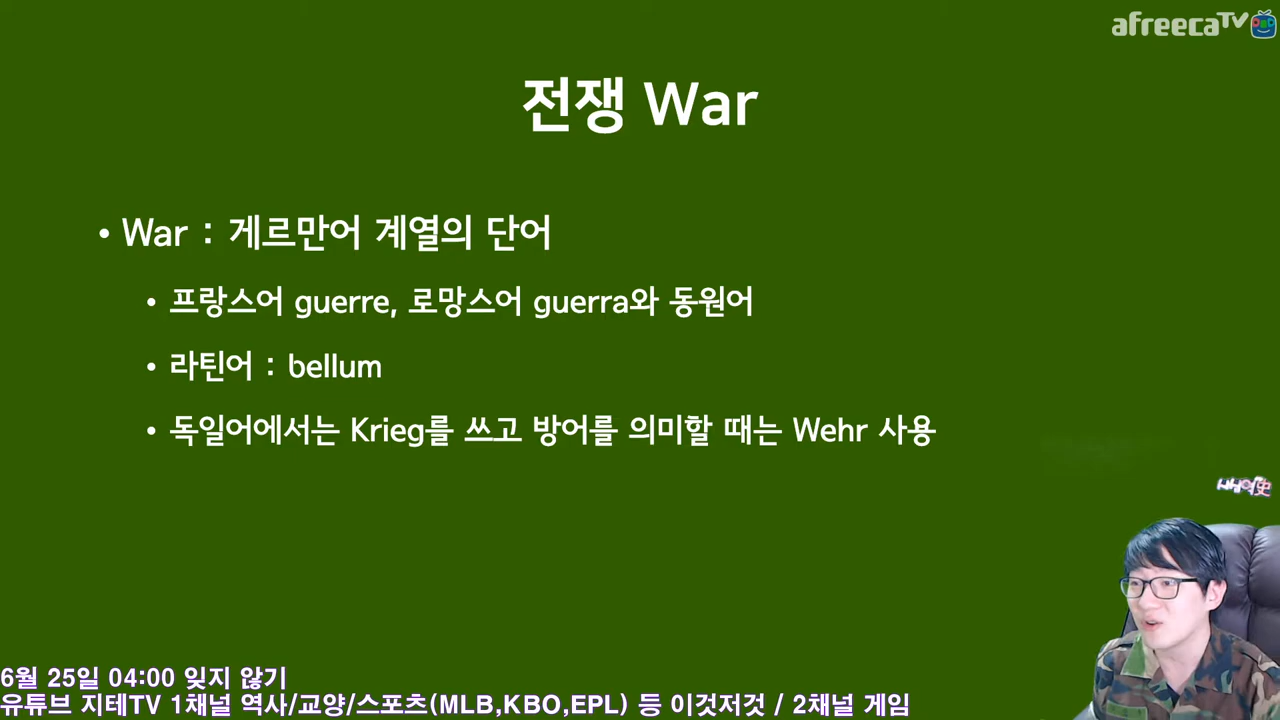 afreecaTV
전쟁 War
• War : 게르만어 계열의 단어
• 프랑스어 guerre, 로망스어 guerra와 동원어
• 라틴어 : bellum
• 독일어에서는 Krieg를 쓰고 방어를 의미할 때는 Wehr 사용
6월 25일 04:00 잊지 않기
유튜브 지테TV 1채널 역사/교양/스포츠(MLB,KBO,EPL) 등 이것저것 / 2채널 게임